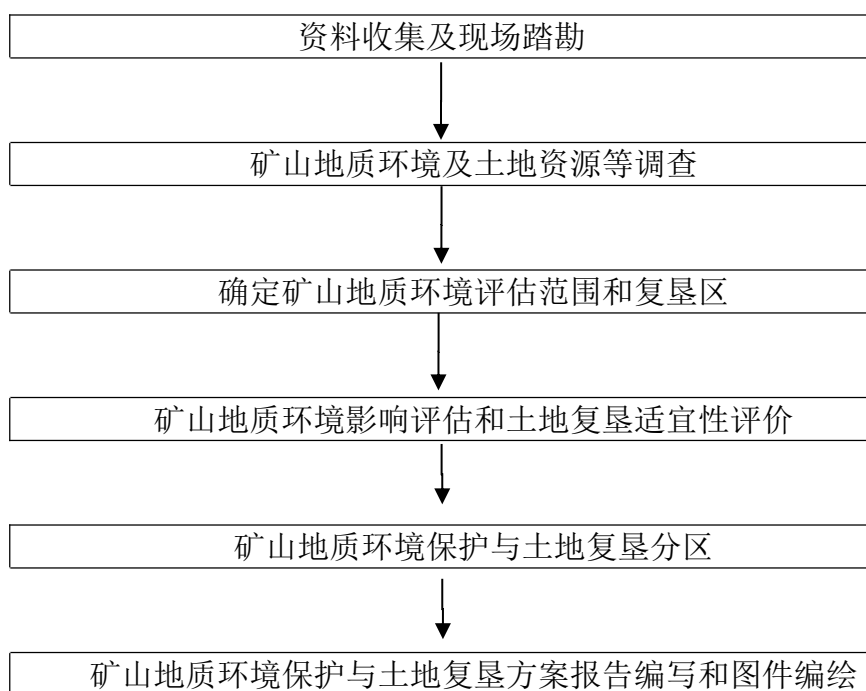 资料收集及现场踏勘
矿山地质环境及土地资源等调查
确定矿山地质环境评估范围和复垦区
矿山地质环境影响评估和土地复垦适宜性评价
矿山地质环境保护与土地复垦分区
矿山地质环境保护与土地复垦方案报告编写和图件编绘